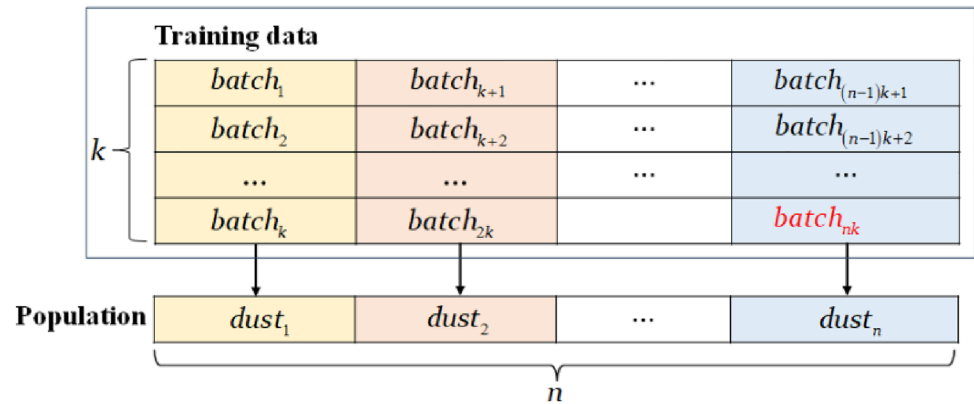 Training data
batch₁ batch₍ₖ₊₁₎ ... batch₍ₙ₋₁₎ₖ₊₁
batch₂ batchₖ₊₂ ... batch₍ₙ₋₁₎ₖ₊₂
k
... ... ... ...
batchₖ batch₂ₖ batchₙₖ
Population dust₁ dust₂ ... dustₙ
n